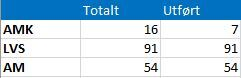 Totalt Utført
AMK 16 7
LVS 91 91
AM 54 54